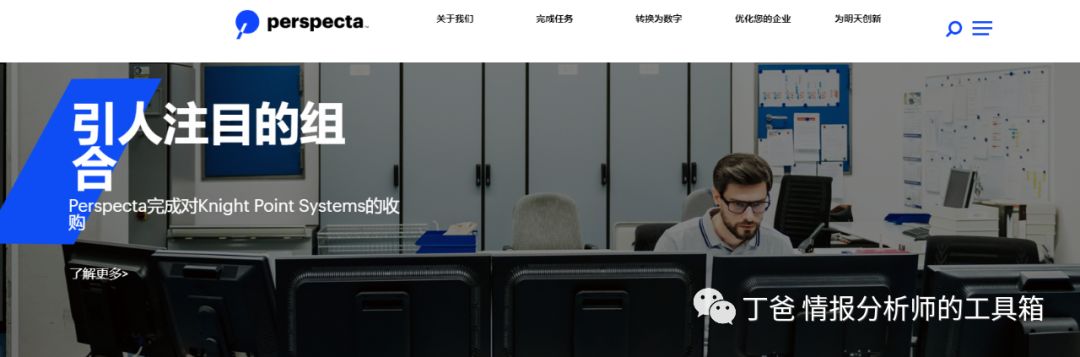 perspecta
关于我们
完成任务
转换为数字
优化您的企业
为明天创新
引人注目的组
合
Perspecta完成对Knight Point Systems的收
购
了解更多>
丁爸 情报分析师的工具箱